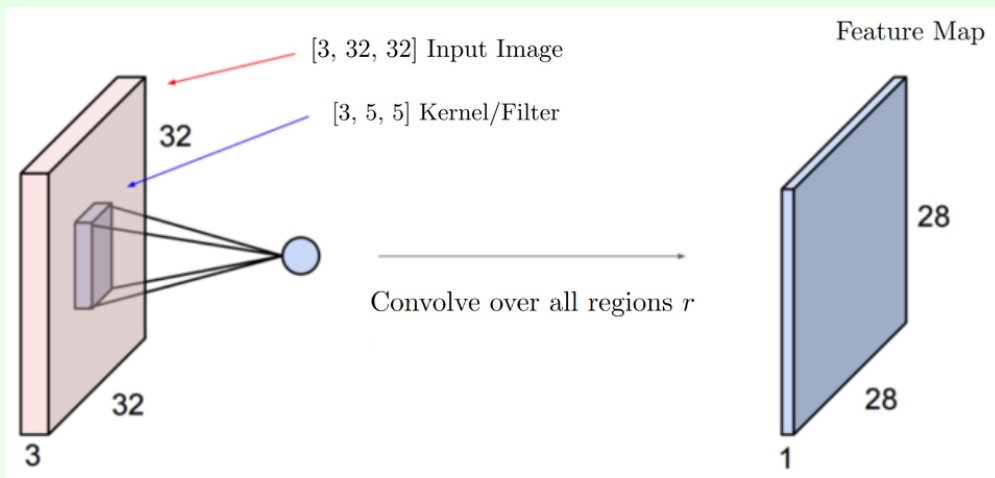 Feature Map
[3, 32, 32] Input Image
[3, 5, 5] Kernel/Filter
32
28
Convolve over all regions r
32
28
3
1